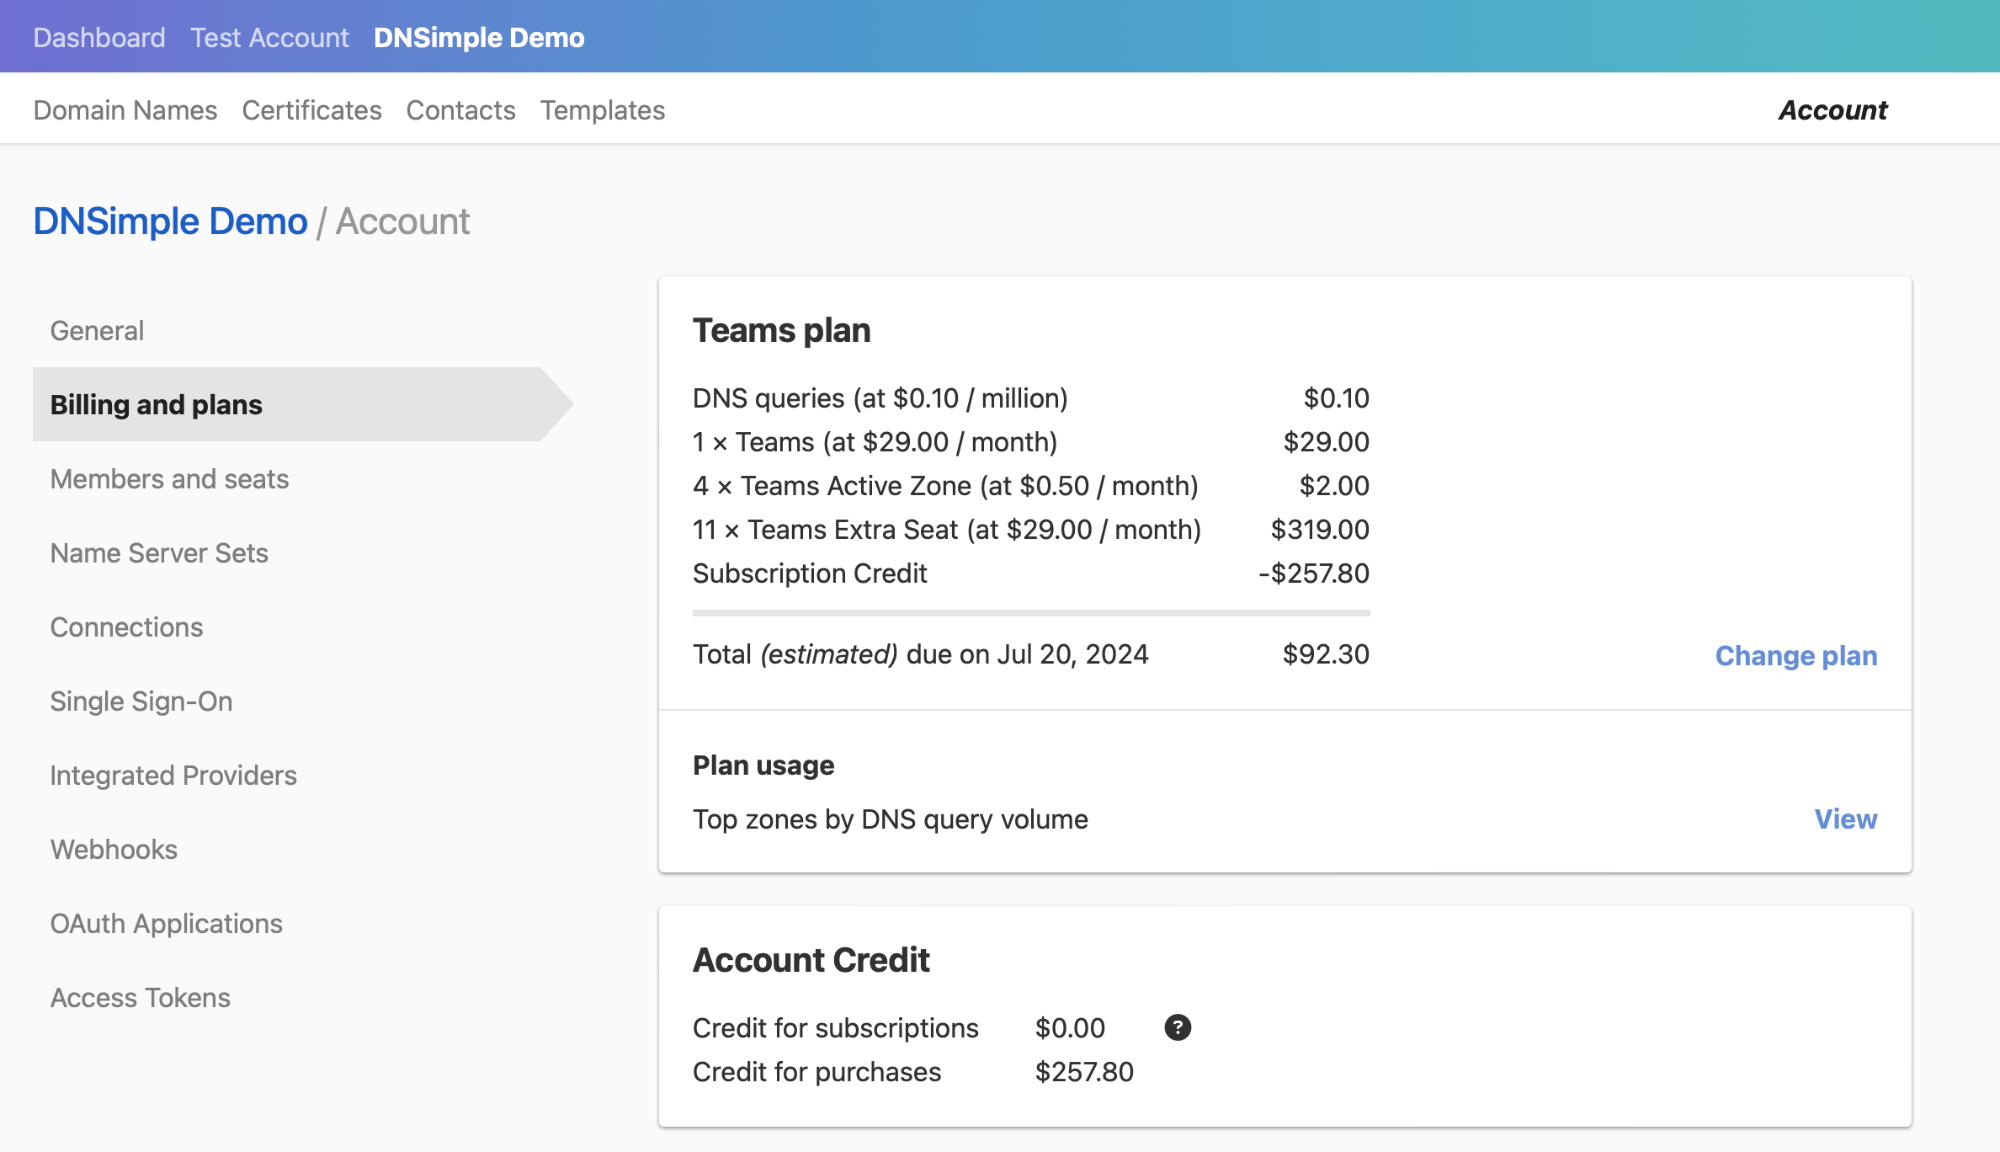 Dashboard Test Account DNSimple Demo
Domain Names Certificates Contacts Templates Account
DNSimple Demo / Account
General
Billing and plans
Members and seats
Name Server Sets
Connections
Single Sign-On
Integrated Providers
Webhooks
OAuth Applications
Access Tokens
Teams plan
DNS queries (at $0.10 / million) $0.10
1 × Teams (at $29.00 / month) $29.00
4 × Teams Active Zone (at $0.50 / month) $2.00
11 × Teams Extra Seat (at $29.00 / month) $319.00
Subscription Credit -$257.80
Total (estimated) due on Jul 20, 2024 $92.30
Change plan
Plan usage
Top zones by DNS query volume View
Account Credit
Credit for subscriptions $0.00 ?
Credit for purchases $257.80